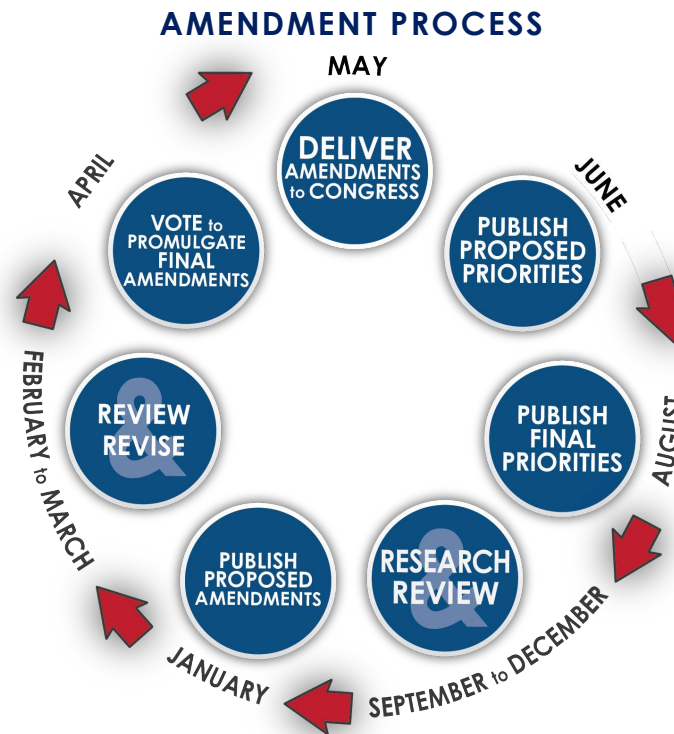 AMENDMENT PROCESS
MAY
DELIVER
AMENDMENTS
to CONGRESS
JUNE
PUBLISH
PROPOSED
PRIORITIES
AUGUST
PUBLISH
FINAL
PRIORITIES
SEPTEMBER to DECEMBER
&
RESEARCH
REVIEW
JANUARY
PUBLISH
PROPOSED
AMENDMENTS
FEBRUARY to MARCH
&
REVIEW
REVISE
APRIL
VOTE to
PROMULGATE
FINAL
AMENDMENTS